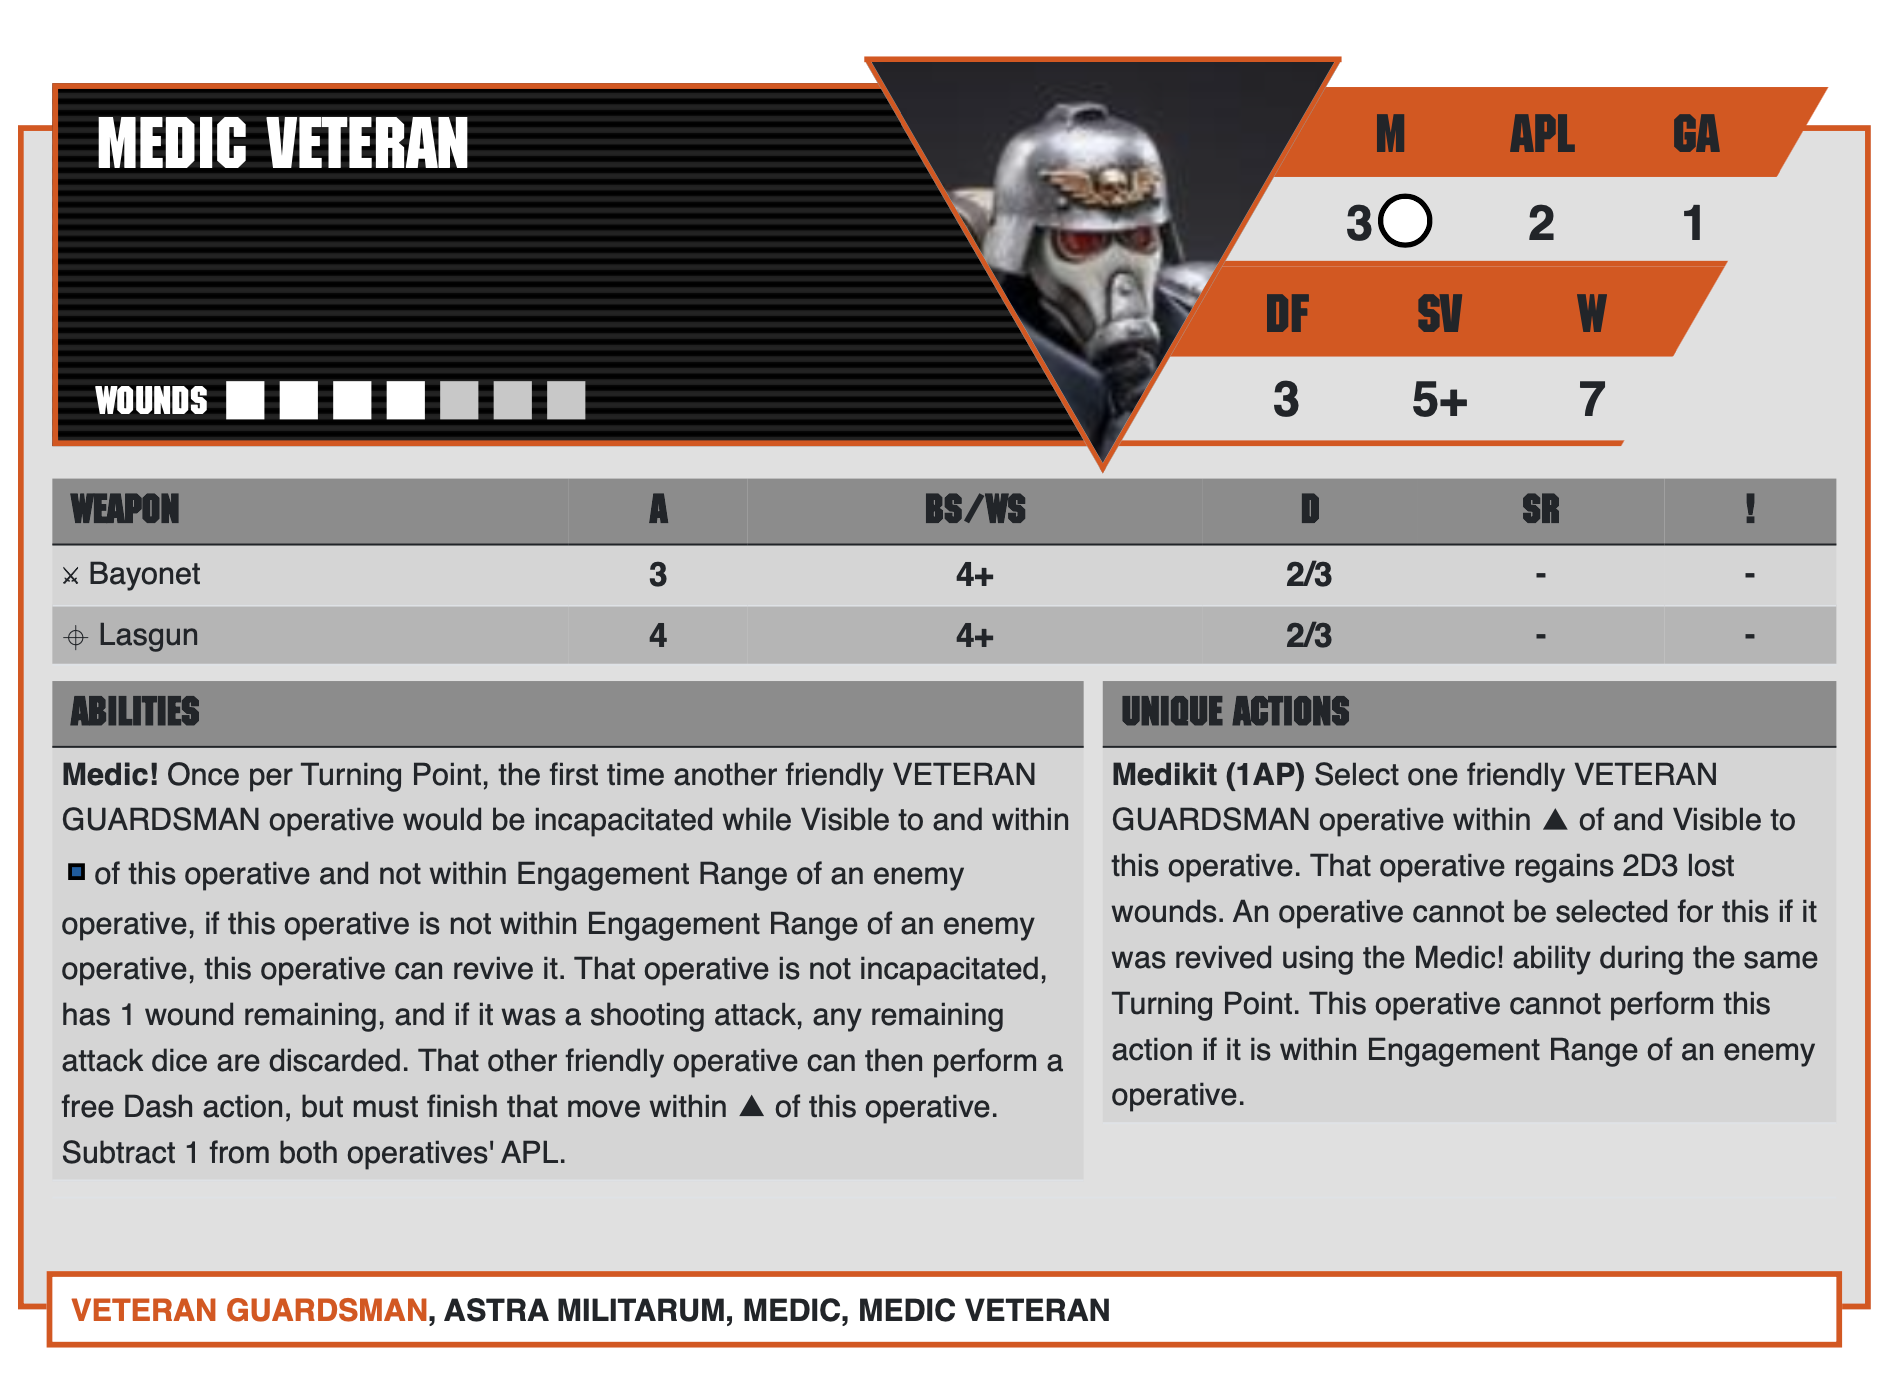 MEDIC VETERAN
M APL GA
3 2 1
DF SV W
WOUNDS
3 5+ 7
WEAPON A BS/WS D SR !
Bayonet 3 4+ 2/3 - -
Lasgun 4 4+ 2/3 - -
ABILITIES
Medic! Once per Turning Point, the first time another friendly VETERAN
GUARDSMAN operative would be incapacitated while Visible to and within
of this operative and not within Engagement Range of an enemy
operative, if this operative is not within Engagement Range of an enemy
operative, this operative can revive it. That operative is not incapacitated,
has 1 wound remaining, and if it was a shooting attack, any remaining
attack dice are discarded. That other friendly operative can then perform a
free Dash action, but must finish that move within ▲ of this operative.
Subtract 1 from both operatives' APL.
UNIQUE ACTIONS
Medikit (1AP) Select one friendly VETERAN
GUARDSMAN operative within ▲ of and Visible to
this operative. That operative regains 2D3 lost
wounds. An operative cannot be selected for this if it
was revived using the Medic! ability during the same
Turning Point. This operative cannot perform this
action if it is within Engagement Range of an enemy
operative.
VETERAN GUARDSMAN, ASTRA MILITARUM, MEDIC, MEDIC VETERAN